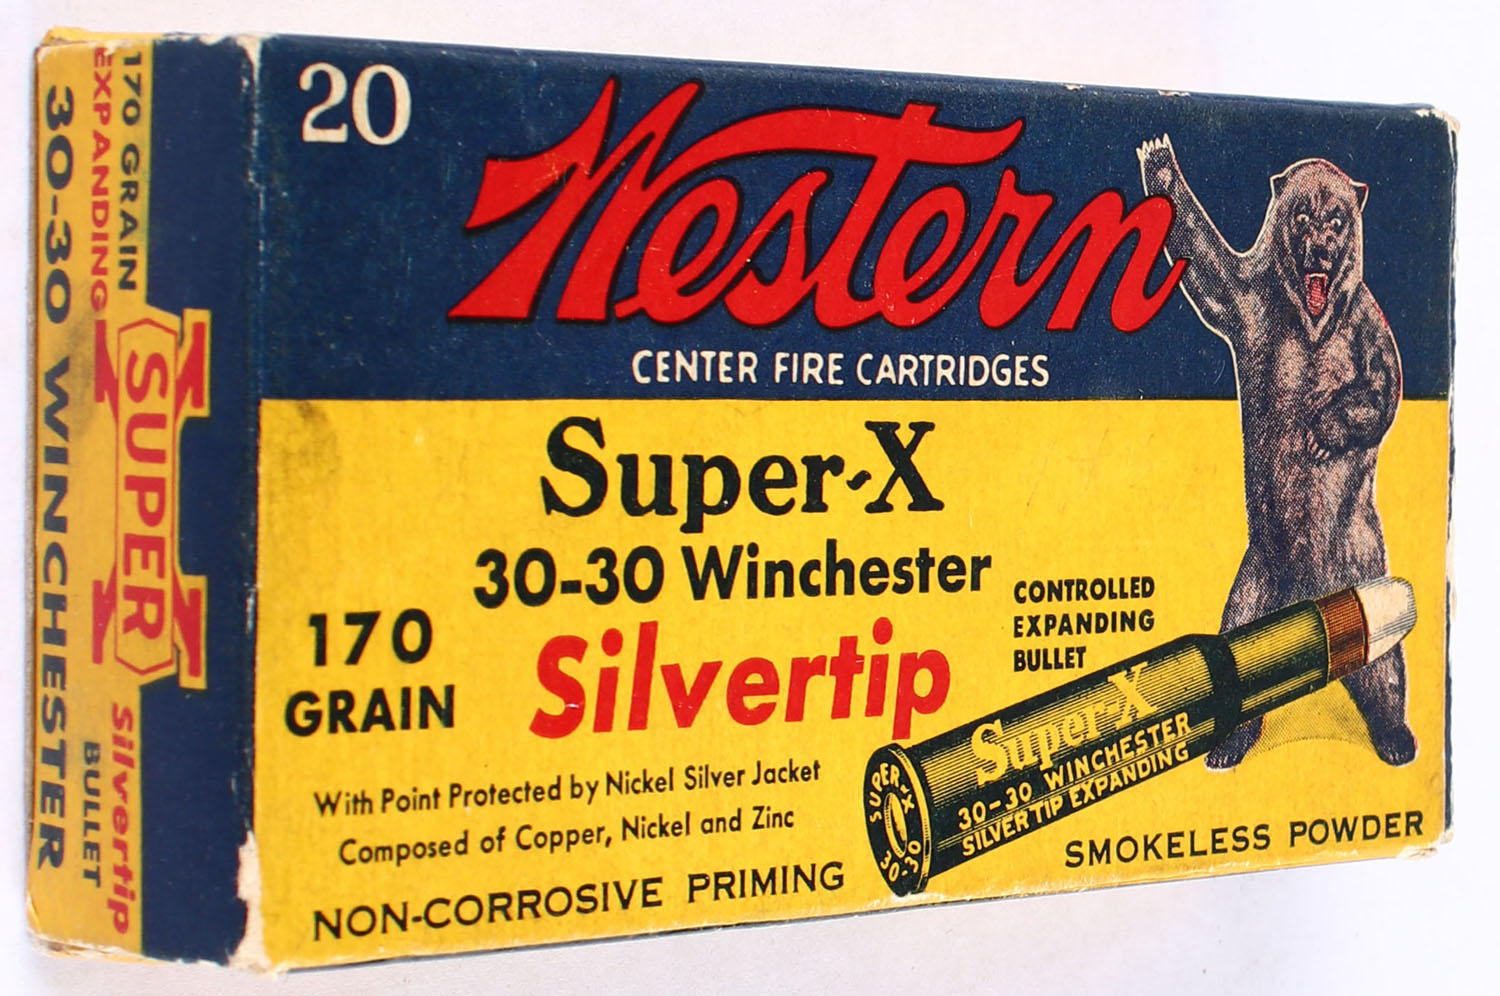 20
Western
CENTER FIRE CARTRIDGES
Super-X
30-30 Winchester
170
GRAIN
Silvertip
CONTROLLED
EXPANDING
BULLET
With Point Protected by Nickel Silver Jacket
Composed of Copper, Nickel and Zinc
NON-CORROSIVE PRIMING
SMOKELESS POWDER
Super-X
30-30 WINCHESTER
SILVERTIP EXPANDING
SUPER-X
30-30
170 GRAIN
EXPANDING
30-30 WINCHESTER
SUPER
X
Silvertip
BULLET